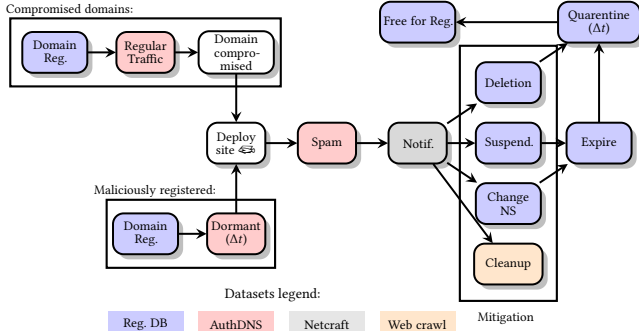 Compromised domains:
Domain
Reg.
Regular
Traffic
Domain
compro-
mised
Free for Reg.
Quarentine
(Δt)
Deletion
Deploy
site
Spam
Notif.
Suspend.
Expire
Maliciously registered:
Domain
Reg.
Dormant
(Δt)
Change
NS
Cleanup
Mitigation
Datasets legend:
Reg. DB
AuthDNS
Netcraft
Web crawl